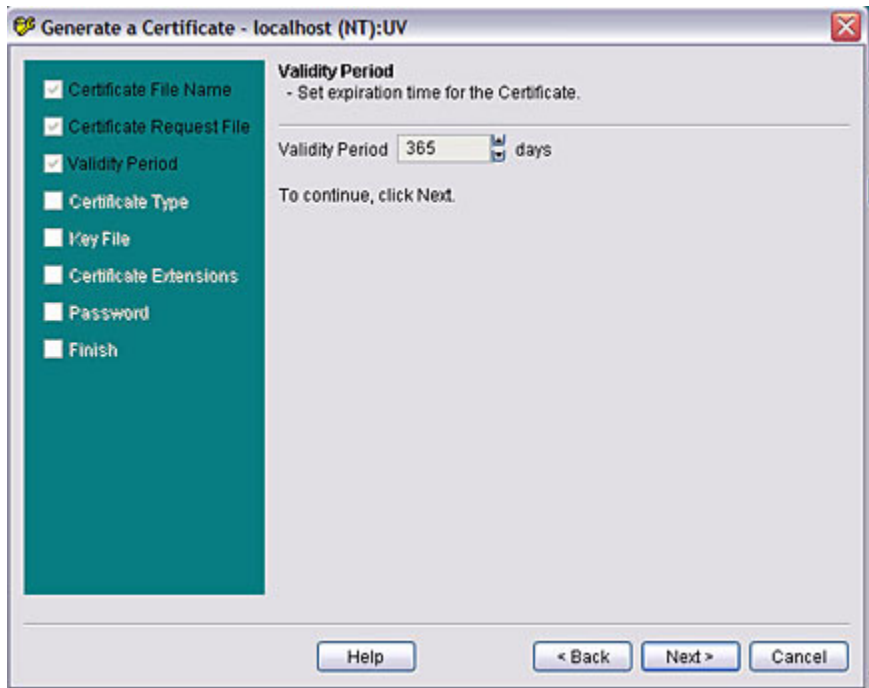 Generate a Certificate - localhost (NT):UV
Certificate File Name
Certificate Request File
Validity Period
Certificate Type
Key File
Certificate Extensions
Password
Finish
Validity Period
- Set expiration time for the Certificate.
Validity Period 365 days
To continue, click Next.
Help
< Back
Next >
Cancel